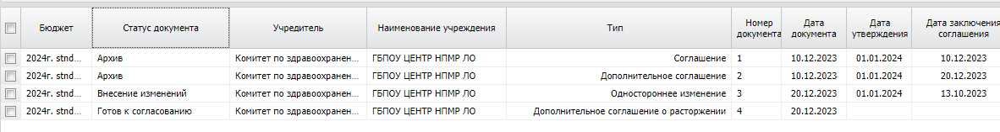 Бюджет Статус документа Учредитель Наименование учреждения Тип Номер документа Дата документа Дата утверждения Дата заключения соглашения
2024г. stnd... Архив Комитет по здравоохранен... ГБПОУ ЦЕНТР НПМР ЛО Соглашение 1 10.12.2023 01.01.2024 10.12.2023
2024г. stnd... Архив Комитет по здравоохранен... ГБПОУ ЦЕНТР НПМР ЛО Дополнительное соглашение 2 10.12.2023 01.01.2024 20.12.2023
2024г. stnd... Внесение изменений Комитет по здравоохранен... ГБПОУ ЦЕНТР НПМР ЛО Одностороннее изменение 3 20.12.2023 01.01.2024 13.10.2023
2024г. stnd... Готов к согласованию Комитет по здравоохранен... ГБПОУ ЦЕНТР НПМР ЛО Дополнительное соглашение о расторжении 4 20.12.2023